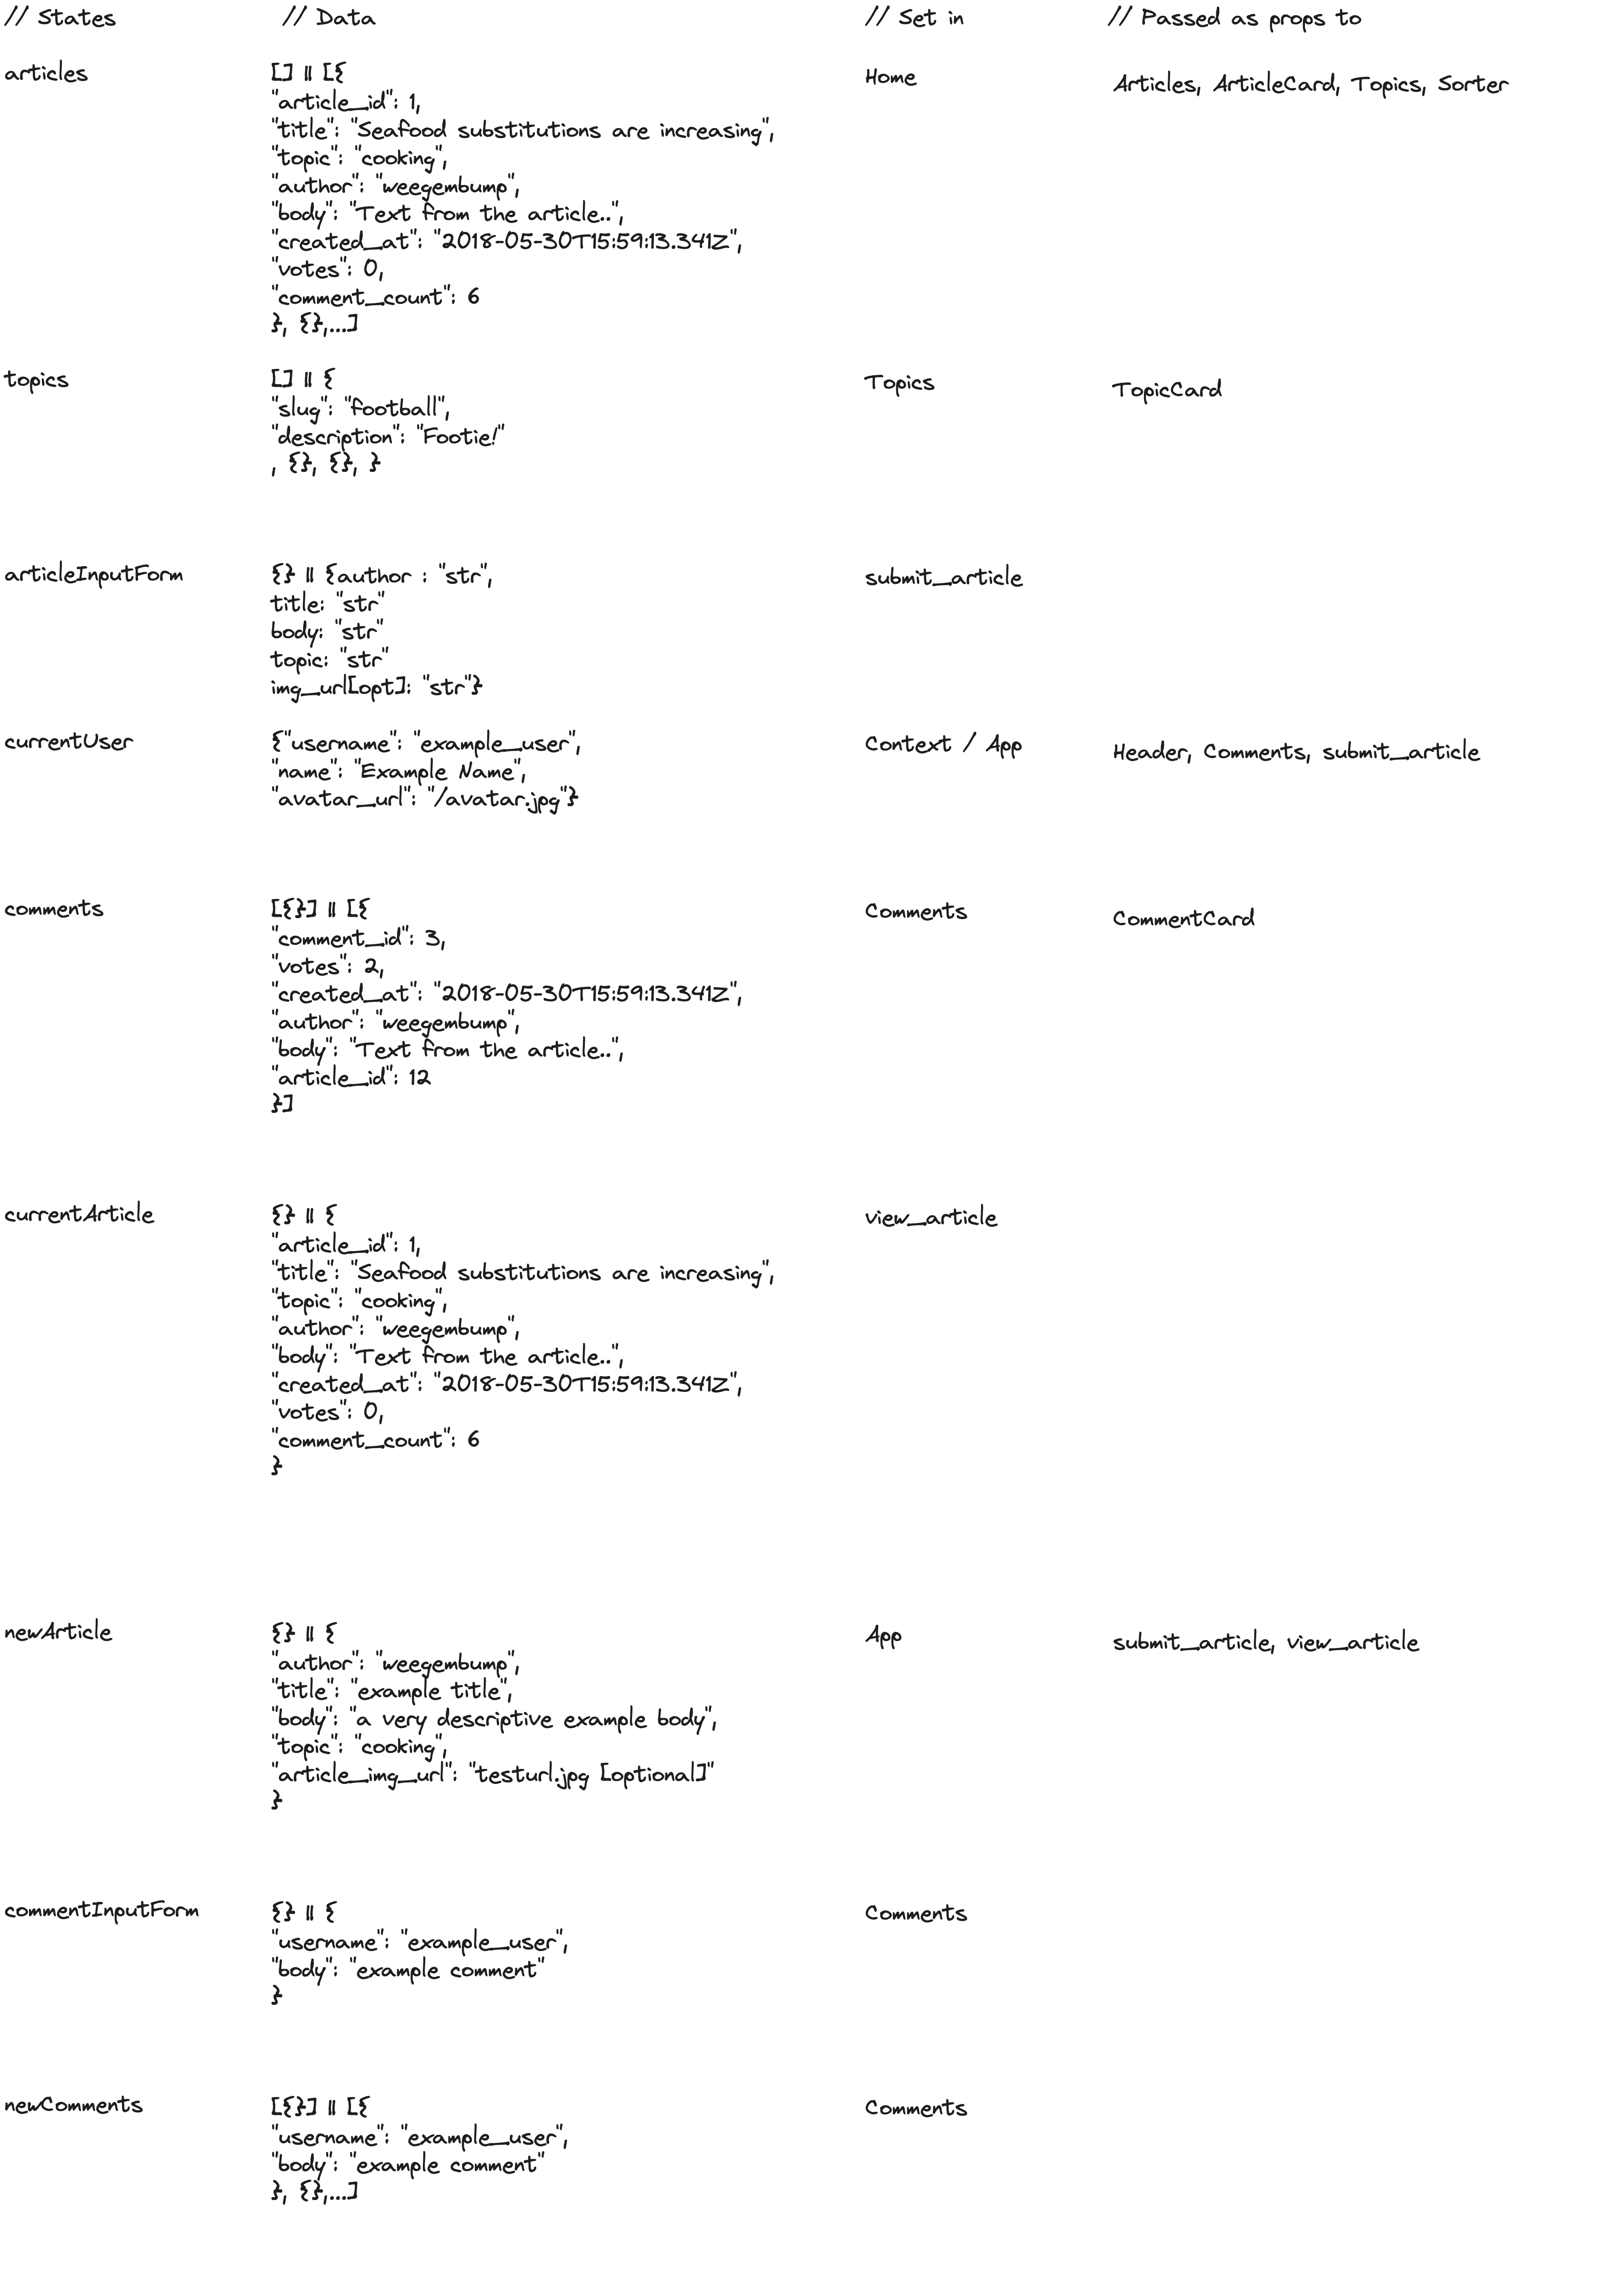 // States // Data // Set in // Passed as props to
articles [] || [{ Home Articles, ArticleCard, Topics, Sorter
"article_id": 1,
"title": "Seafood substitutions are increasing",
"topic": "cooking",
"author": "weegembump",
"body": "Text from the article..",
"created_at": "2018-05-30T15:59:13.341Z",
"votes": 0,
"comment_count": 6
}, {},...]
topics [] || { Topics TopicCard
"slug": "football",
"description": "Footie!"
, {}, {}, }
articleInputForm {} || {author : "str", submit_article
title: "str"
body: "str"
topic: "str"
img_url[opt]: "str"}
currentUser {"username": "example_user", Context / App Header, Comments, submit_article
"name": "Example Name",
"avatar_url": "/avatar.jpg"}
comments [{}] || [{ Comments CommentCard
"comment_id": 3,
"votes": 2,
"created_at": "2018-05-30T15:59:13.341Z",
"author": "weegembump",
"body": "Text from the article..",
"article_id": 12
}]
currentArticle {} || { view_article
"article_id": 1,
"title": "Seafood substitutions are increasing",
"topic": "cooking",
"author": "weegembump",
"body": "Text from the article..",
"created_at": "2018-05-30T15:59:13.341Z",
"votes": 0,
"comment_count": 6
}
newArticle {} || { App submit_article, view_article
"author": "weegembump",
"title": "example title",
"body": "a very descriptive example body",
"topic": "cooking",
"article_img_url": "testurl.jpg [optional]"
}
commentInputForm {} || { Comments
"username": "example_user",
"body": "example comment"
}
newComments [{}] || [{ Comments
"username": "example_user",
"body": "example comment"
}, {},...]